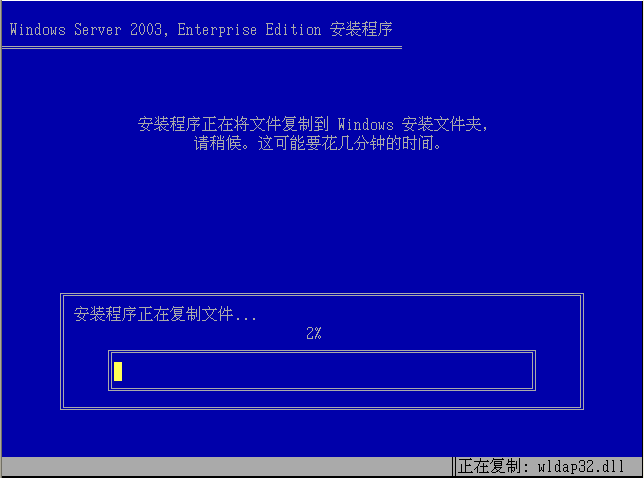 Windows Server 2003, Enterprise Edition 安装程序
安装程序正在将文件复制到 Windows 安装文件夹,
请稍候。这可能要花几分钟的时间。
安装程序正在复制文件...
2%
正在复制: wldap32.dll